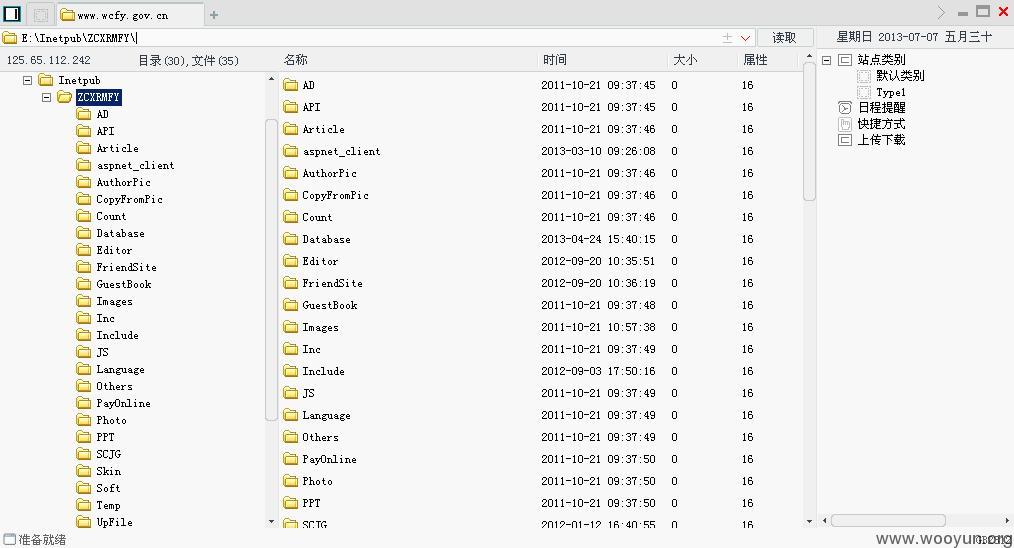 www.wcfy.gov.cn
E:\Inetpub\ZCXRMFY\
读取
星期日 2013-07-07 五月三十
125.65.112.242 目录(30),文件(35)
名称 时间 大小 属性
Inetpub
ZCXRMFY
AD
API
Article
aspnet_client
AuthorPic
CopyFromPic
Count
Database
Editor
FriendSite
GuestBook
Images
Inc
Include
JS
Language
Others
PayOnline
Photo
PPT
SCJG
Skin
Soft
Temp
UpFile
AD 2011-10-21 09:37:45 0 16
API 2011-10-21 09:37:45 0 16
Article 2011-10-21 09:37:46 0 16
aspnet_client 2013-03-10 09:26:08 0 16
AuthorPic 2011-10-21 09:37:46 0 16
CopyFromPic 2011-10-21 09:37:46 0 16
Count 2011-10-21 09:37:46 0 16
Database 2013-04-24 15:40:15 0 16
Editor 2012-09-20 10:35:51 0 16
FriendSite 2012-09-20 10:36:19 0 16
GuestBook 2011-10-21 09:37:48 0 16
Images 2011-10-21 10:57:38 0 16
Inc 2011-10-21 09:37:49 0 16
Include 2012-09-03 17:50:16 0 16
JS 2011-10-21 09:37:49 0 16
Language 2011-10-21 09:37:49 0 16
Others 2011-10-21 09:37:49 0 16
PayOnline 2011-10-21 09:37:50 0 16
Photo 2011-10-21 09:37:50 0 16
PPT 2011-10-21 09:37:50 0 16
SCJG 2012-01-12 16:40:55 0 16
站点类别
默认类别
Type1
日程提醒
快捷方式
上传下载
准备就绪
www.wooyun.org